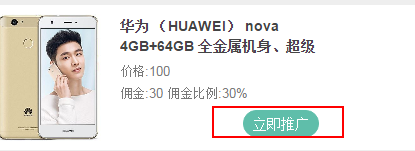 华为 （HUAWEI） nova
4GB+64GB 全金属机身、超级
价格:100
佣金:30 佣金比例:30%
立即推广
HUAWEI